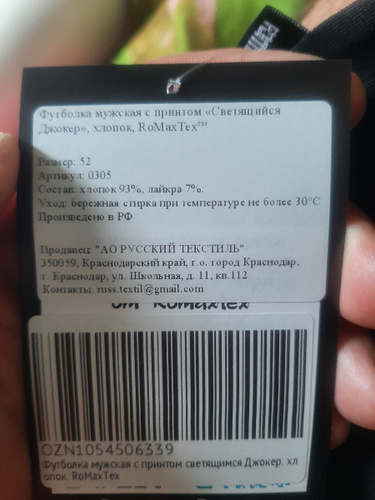 Футболка мужская с принтом «Светящийся
Джокер», хлопок, RoMaxTex™
Размер: 52
Артикул: 0305
Состав: хлопок 93%, лайкра 7%.
Уход: бережная стирка при температуре не более 30°С
Произведено в РФ
Продавец: "АО РУССКИЙ ТЕКСТИЛЬ"
350059, Краснодарский край, г.о. город Краснодар,
г. Краснодар, ул. Школьная, д. 11, кв.112
Контакты: russ.textil@gmail.com
от RomaxTex
OZN1054506339
Футболка мужская с принтом светящимся Джокер, хл
опок, RoMaxTex